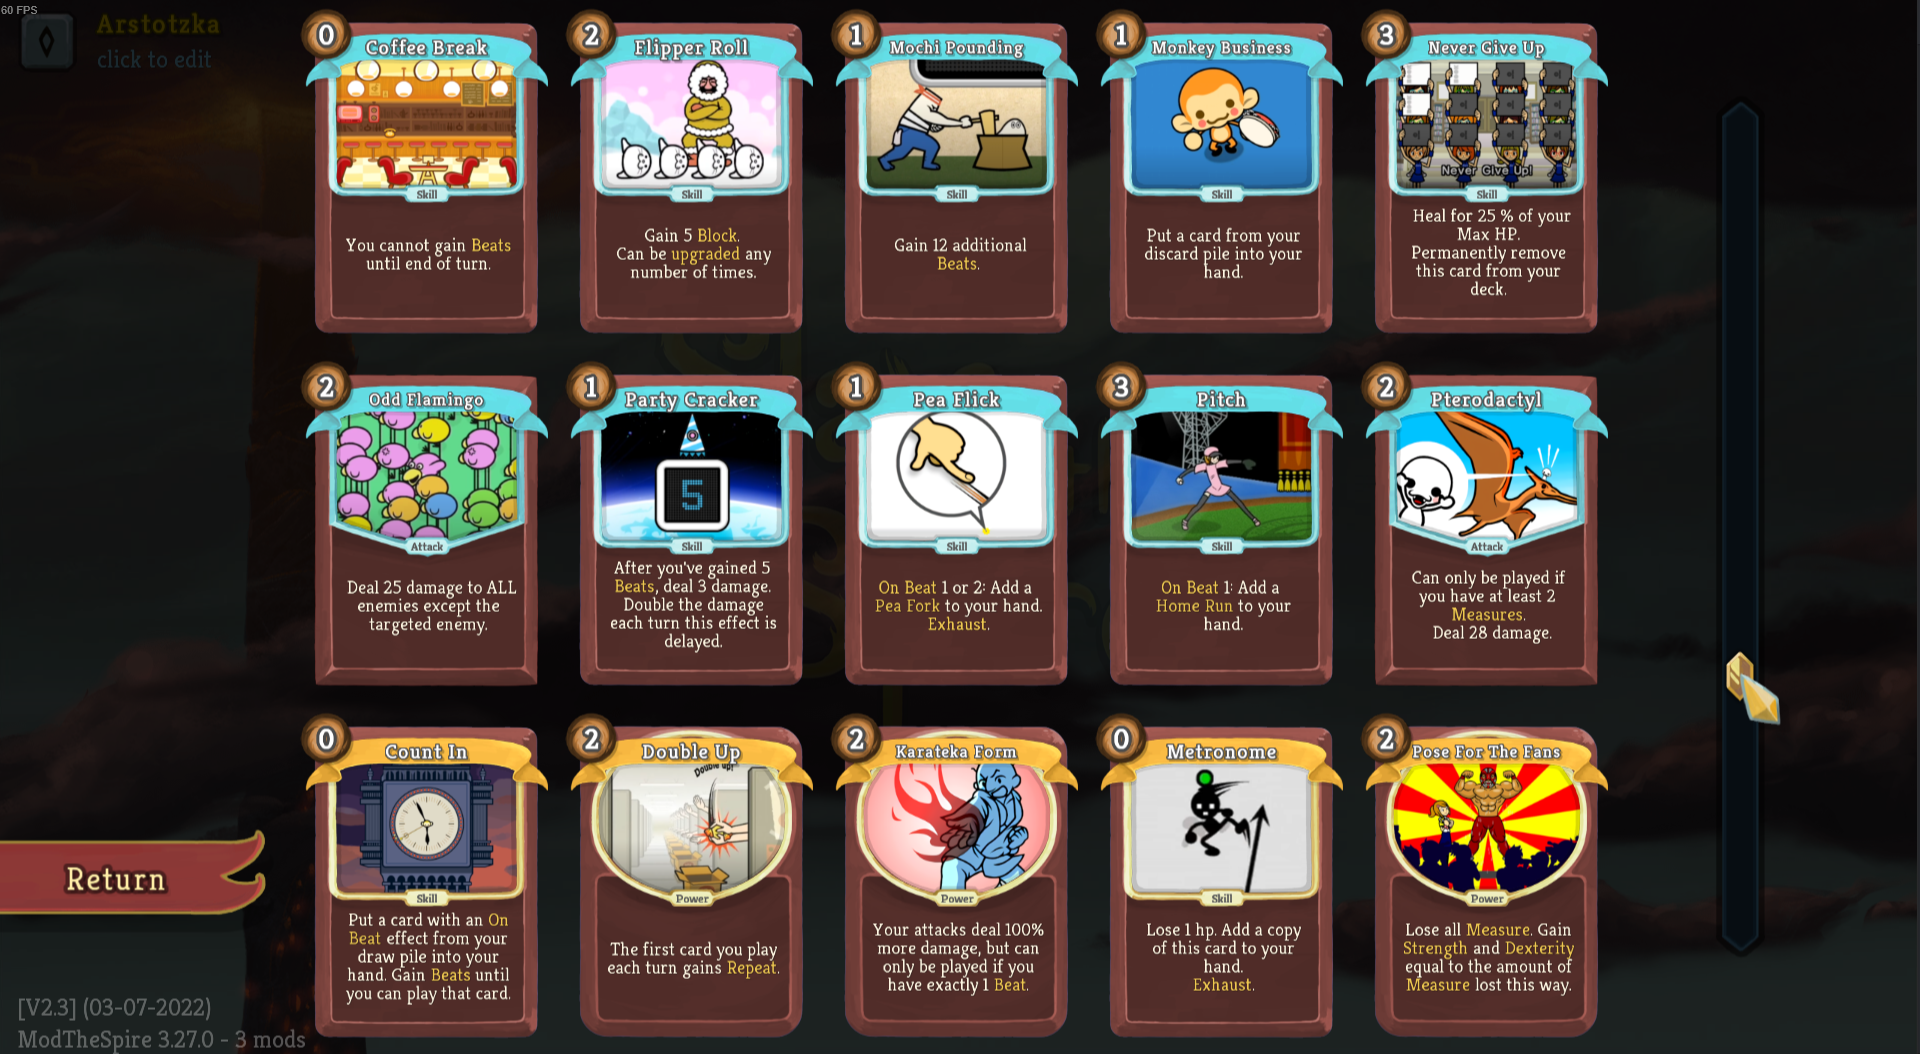 60 FPS
Arstotzka
click to edit
0
Coffee Break
Skill
You cannot gain Beats
until end of turn.
2
Flipper Roll
Skill
Gain 5 Block.
Can be upgraded any
number of times.
1
Mochi Pounding
Skill
Gain 12 additional
Beats.
1
Monkey Business
Skill
Put a card from your
discard pile into your
hand.
3
Never Give Up
Never Give Up!
Skill
Heal for 25 % of your
Max HP.
Permanently remove
this card from your
deck.
2
Odd Flamingo
Attack
Deal 25 damage to ALL
enemies except the
targeted enemy.
1
Party Cracker
5
Skill
After you've gained 5
Beats, deal 3 damage.
Double the damage
each turn this effect is
delayed.
1
Pea Flick
Skill
On Beat 1 or 2: Add a
Pea Fork to your hand.
Exhaust.
3
Pitch
Skill
On Beat 1: Add a
Home Run to your
hand.
2
Pterodactyl
Attack
Can only be played if
you have at least 2
Measures.
Deal 28 damage.
0
Count In
Skill
Put a card with an On
Beat effect from your
draw pile into your
hand. Gain Beats until
you can play that card.
2
Double Up
Double up!
Power
The first card you play
each turn gains Repeat.
2
Karateka Form
Power
Your attacks deal 100%
more damage, but can
only be played if you
have exactly 1 Beat.
0
Metronome
Skill
Lose 1 hp. Add a copy
of this card to your
hand.
Exhaust.
2
Pose For The Fans
Power
Lose all Measure. Gain
Strength and Dexterity
equal to the amount of
Measure lost this way.
Return
[V2.3] (03-07-2022)
ModTheSpire 3.27.0 - 3 mods